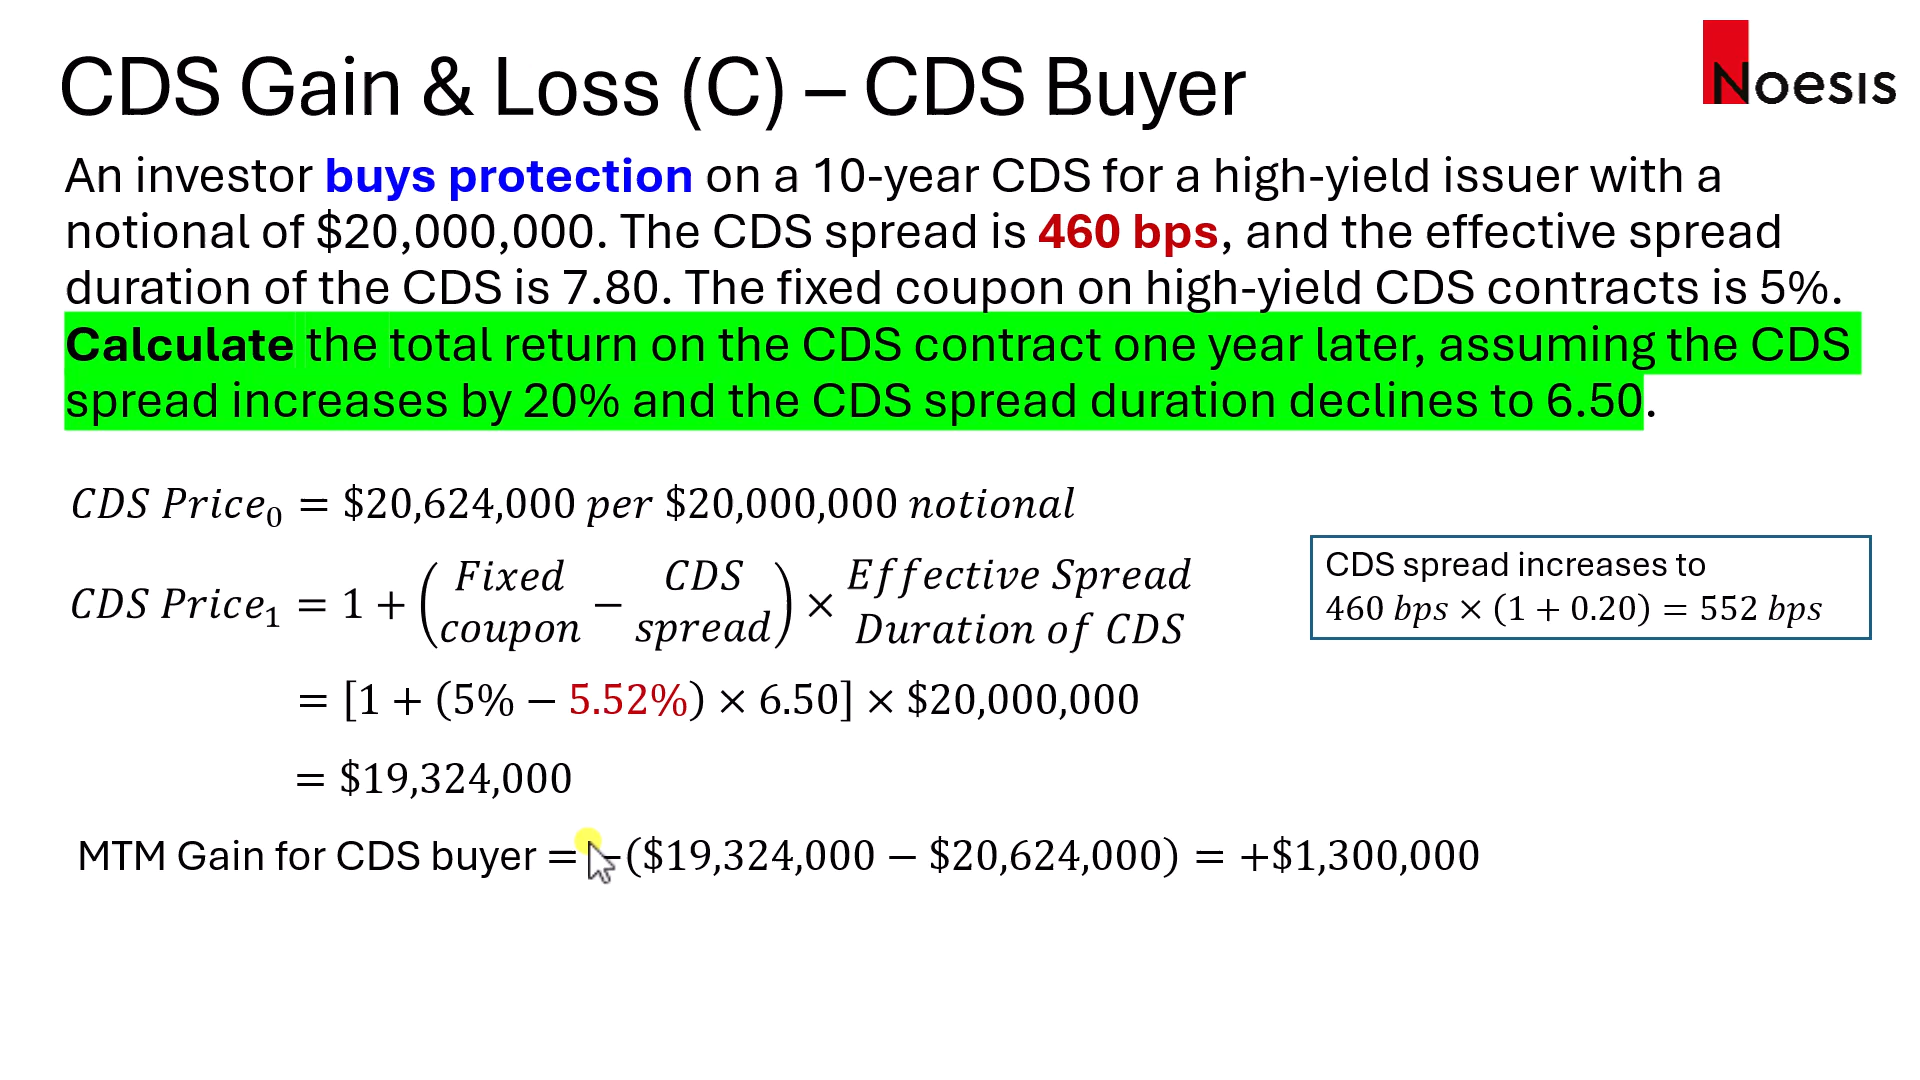 CDS Gain & Loss (C) – CDS Buyer
Noesis
An investor buys protection on a 10-year CDS for a high-yield issuer with a
notional of $20,000,000. The CDS spread is 460 bps, and the effective spread
duration of the CDS is 7.80. The fixed coupon on high-yield CDS contracts is 5%.
Calculate the total return on the CDS contract one year later, assuming the CDS
spread increases by 20% and the CDS spread duration declines to 6.50.
CDS Price₀ = $20,624,000 per $20,000,000 notional
CDS Price₁ = 1 + (Fixed coupon − CDS spread) × Effective Spread Duration of CDS
CDS spread increases to
460 bps × (1 + 0.20) = 552 bps
= [1 + (5% − 5.52%) × 6.50] × $20,000,000
= $19,324,000
MTM Gain for CDS buyer = −($19,324,000 − $20,624,000) = +$1,300,000